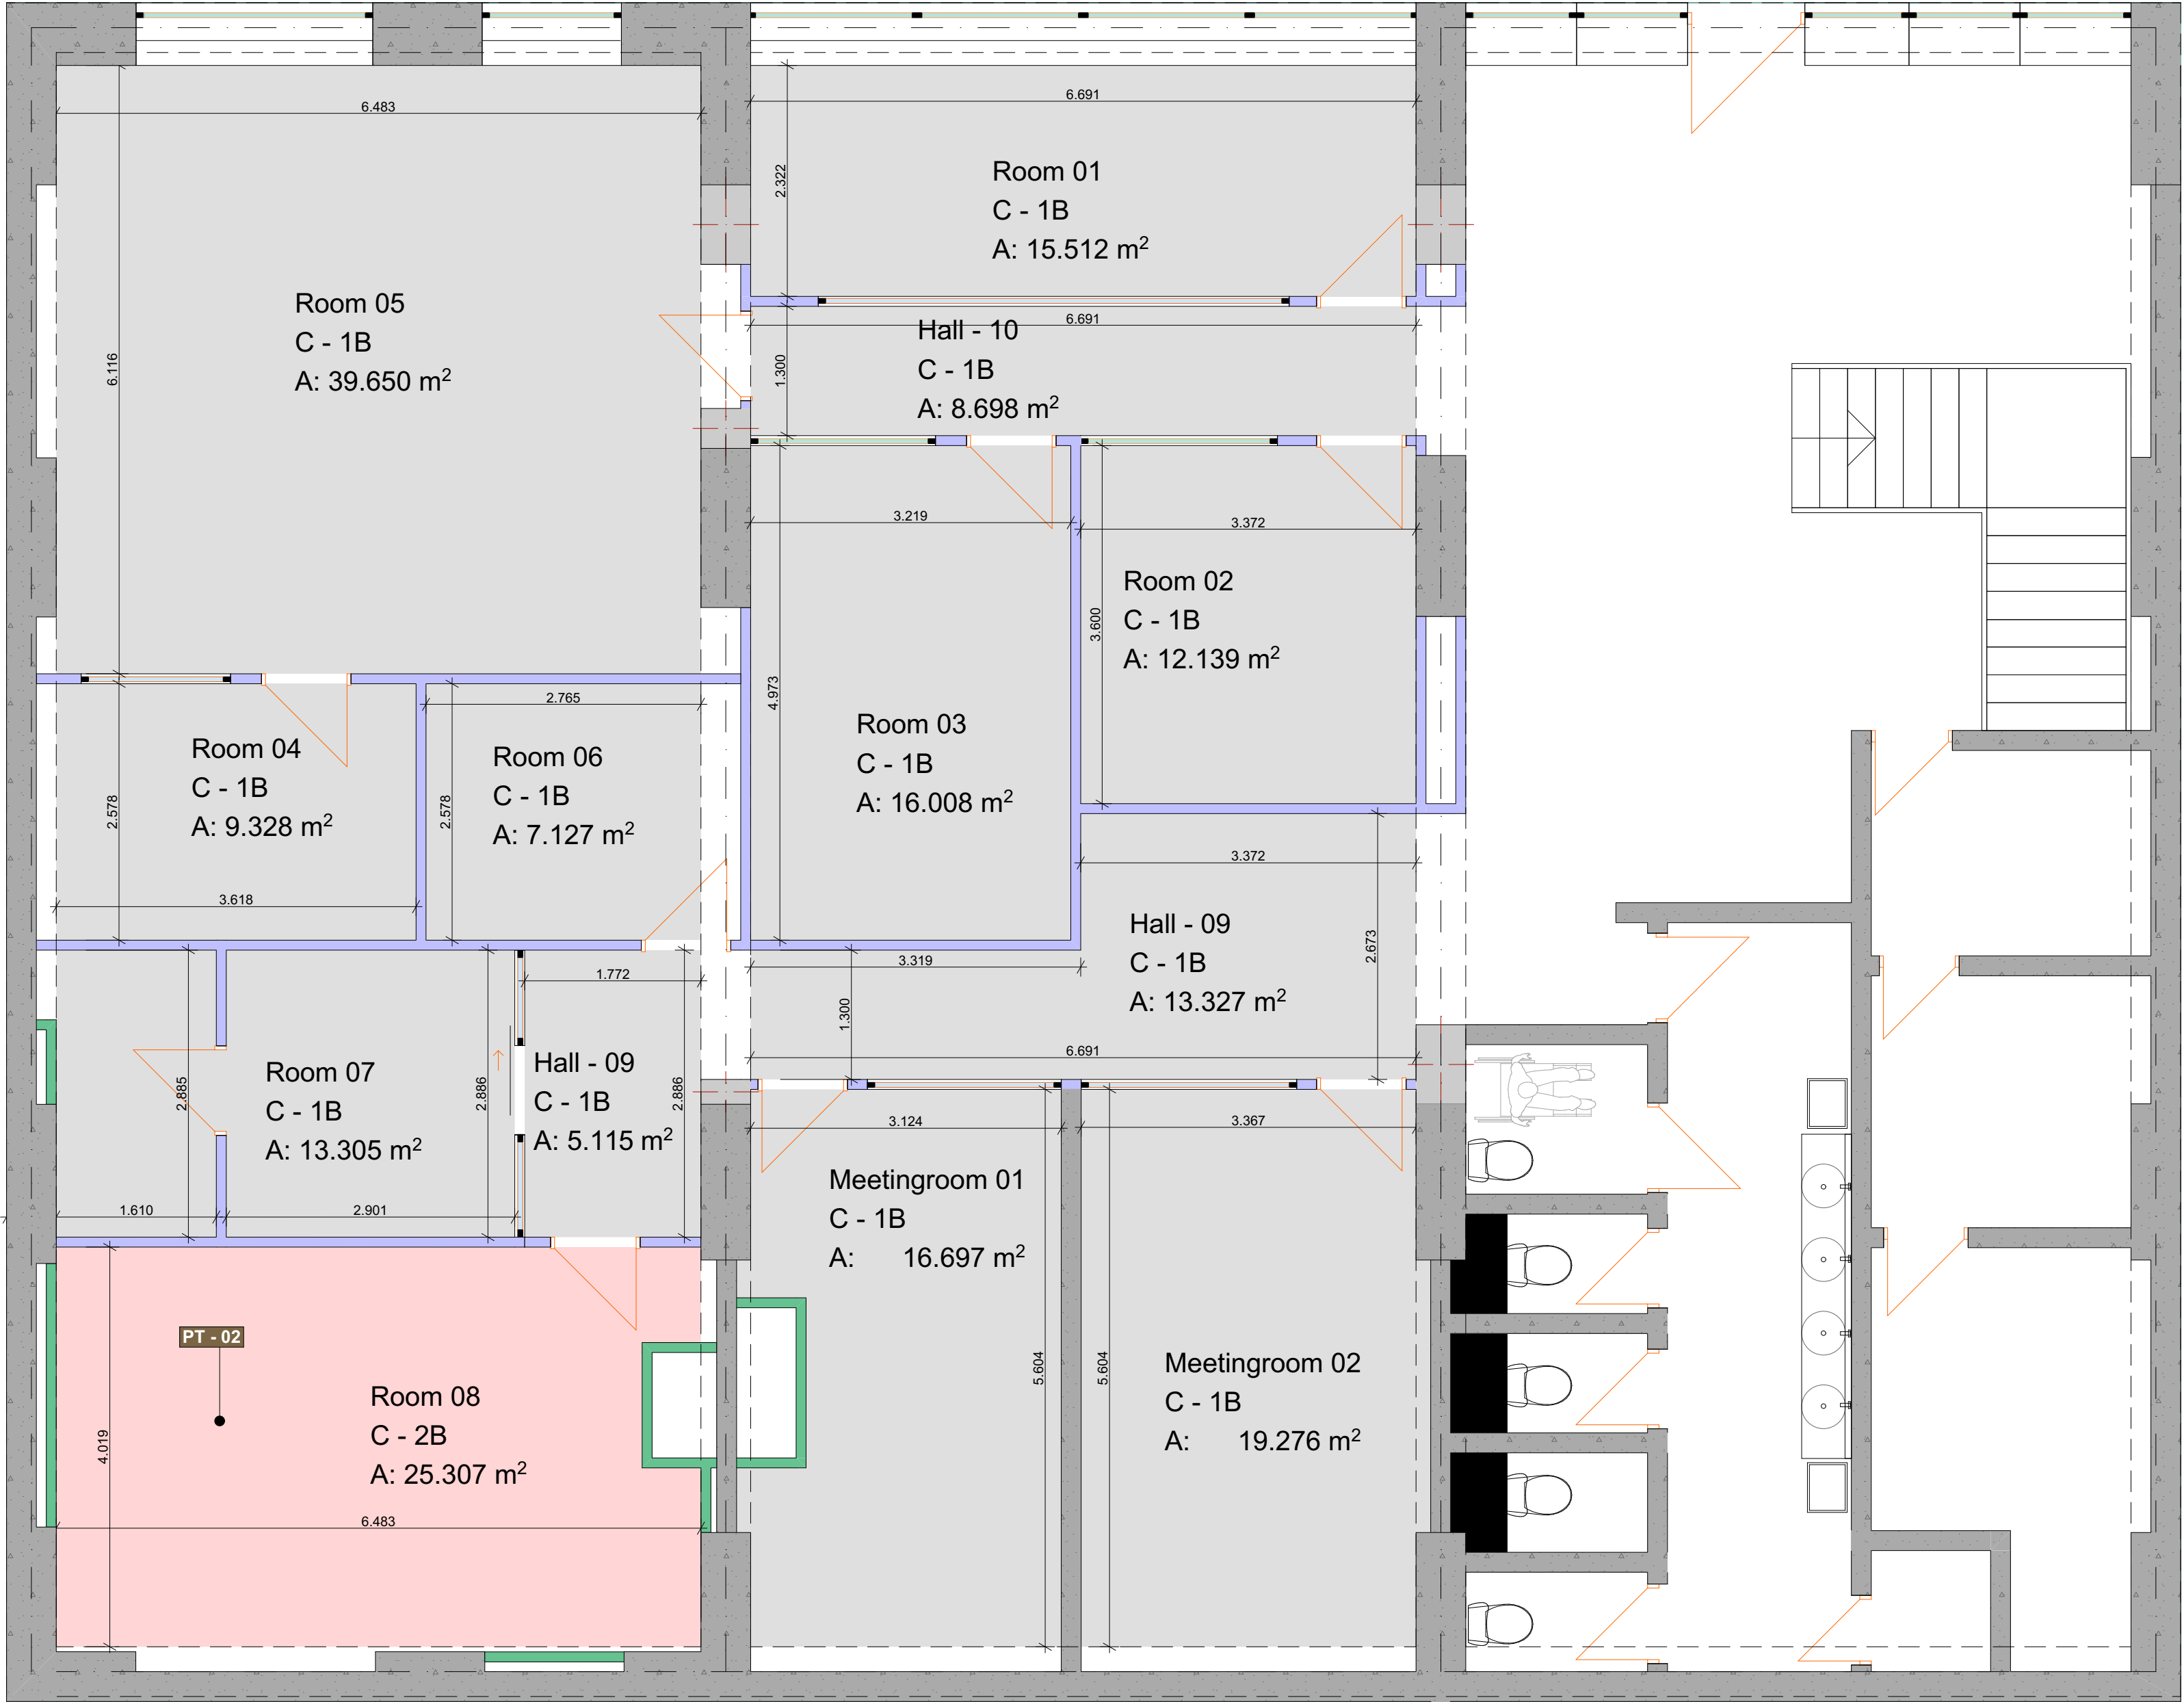 6.483
6.691
2.322
Room 01
C - 1B
A: 15.512 m²
Room 05
C - 1B
A: 39.650 m²
6.116
6.691
Hall - 10
C - 1B
A: 8.698 m²
1.300
3.219
3.372
Room 02
C - 1B
A: 12.139 m²
3.600
4.973
Room 03
C - 1B
A: 16.008 m²
2.765
Room 04
C - 1B
A: 9.328 m²
2.578
3.618
Room 06
C - 1B
A: 7.127 m²
2.578
3.372
Hall - 09
C - 1B
A: 13.327 m²
2.673
3.319
1.300
6.691
1.772
Room 07
C - 1B
A: 13.305 m²
2.885
2.886
Hall - 09
C - 1B
A: 5.115 m²
2.886
1.610
2.901
3.124
3.367
Meetingroom 01
C - 1B
A: 16.697 m²
5.604
5.604
Meetingroom 02
C - 1B
A: 19.276 m²
PT - 02
Room 08
C - 2B
A: 25.307 m²
4.019
6.483